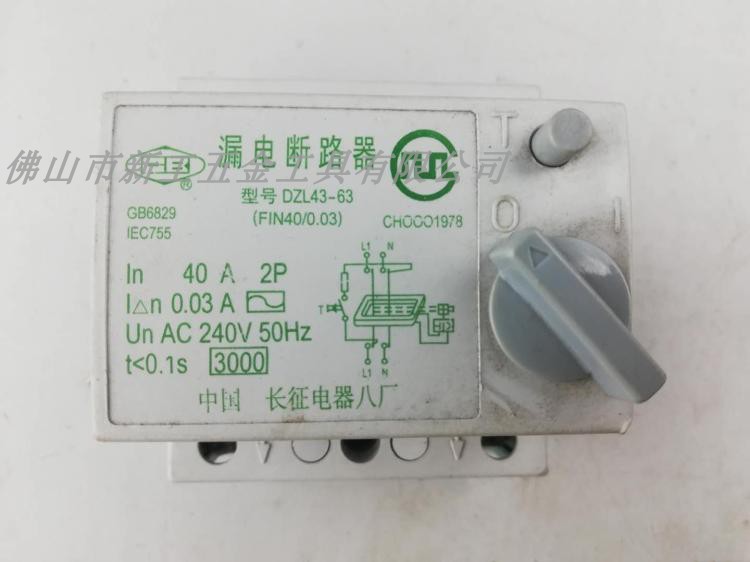 漏电断路器
佛山市新工五金工具有限公司
®
型号 DZL43-63
(FIN40/0.03)
GB6829
IEC755
CHOCO1978
In 40 A 2P
I△n 0.03 A
Un AC 240V 50Hz
t<0.1s 3000
中国 长征电器八厂
L1 N
T
L1 N
T
O I